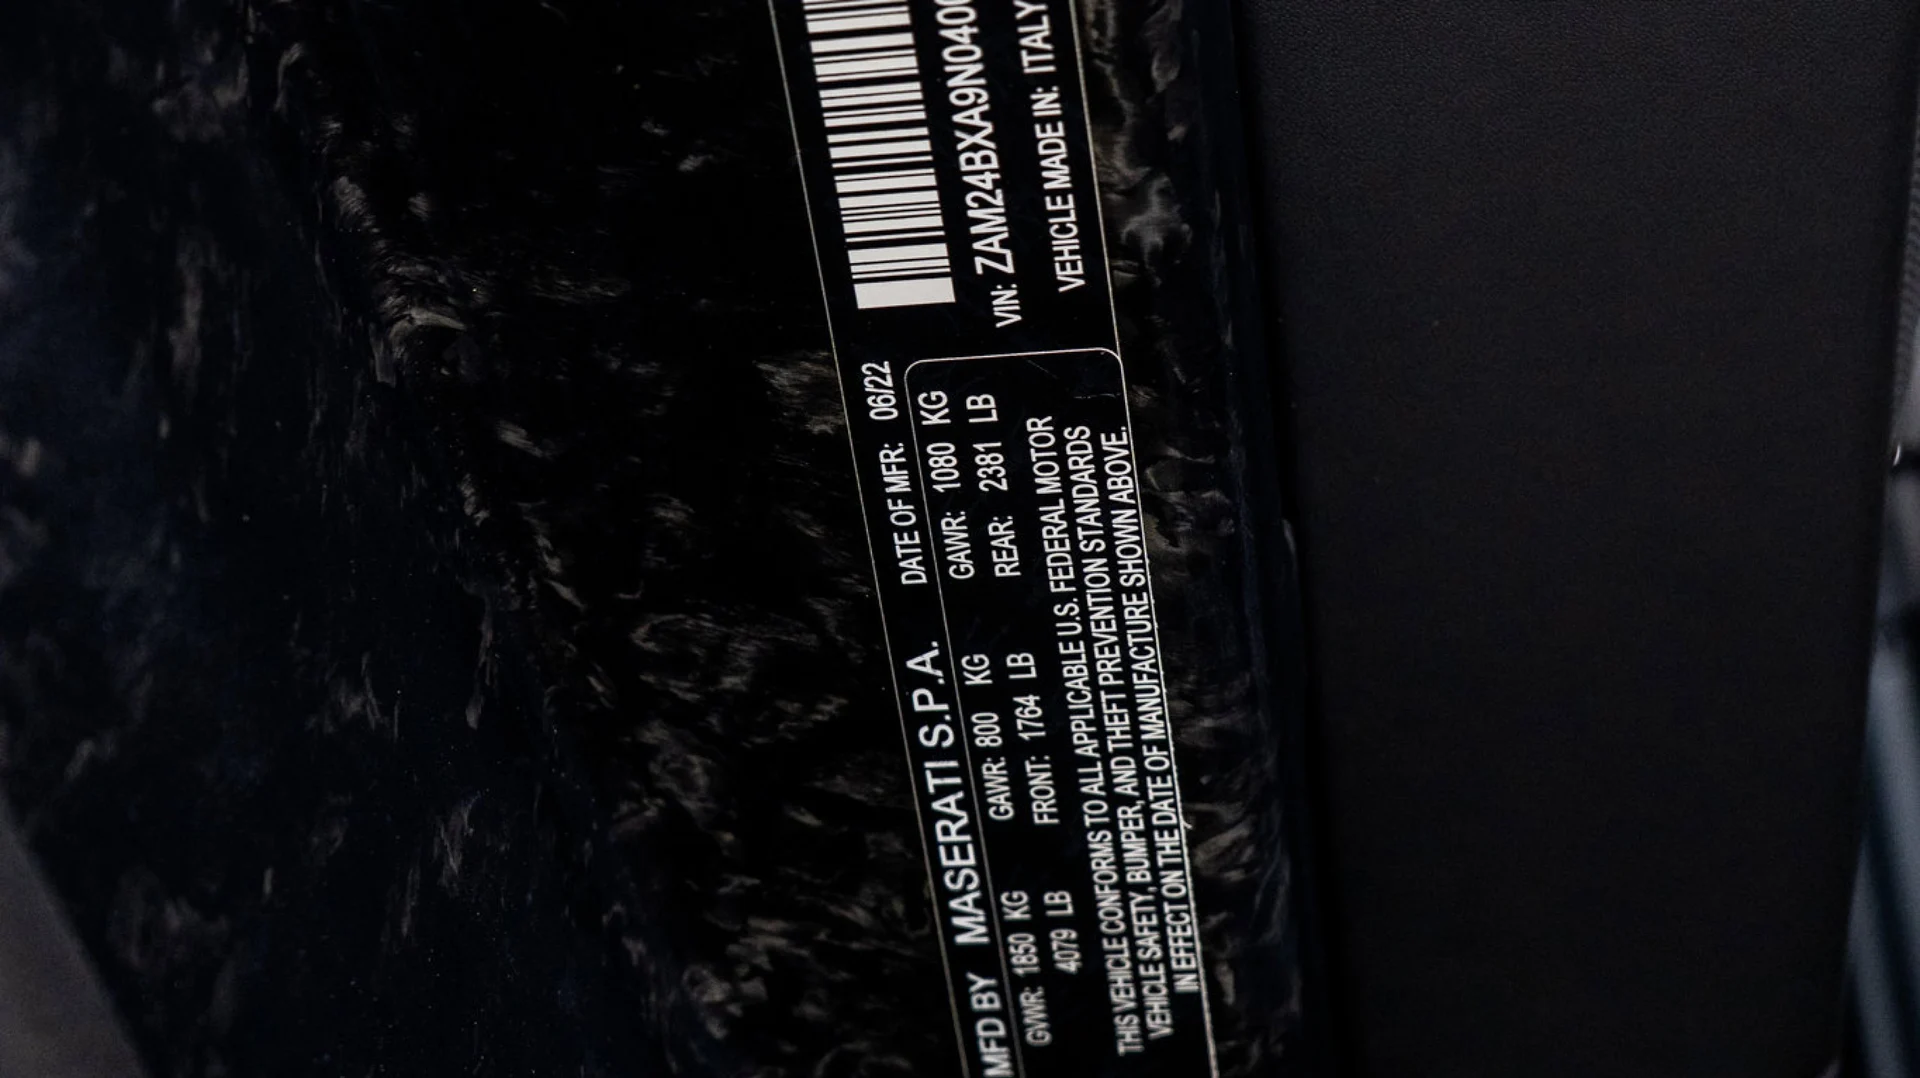 MFD BY MASERATI S.P.A. DATE OF MFR: 06/22
GVWR: 1850 KG GAWR: 800 KG GAWR: 1080 KG
4079 LB FRONT: 1764 LB REAR: 2381 LB
THIS VEHICLE CONFORMS TO ALL APPLICABLE U.S. FEDERAL MOTOR
VEHICLE SAFETY, BUMPER, AND THEFT PREVENTION STANDARDS
IN EFFECT ON THE DATE OF MANUFACTURE SHOWN ABOVE.
VIN: ZAM24BXA9N040
VEHICLE MADE IN: ITALY